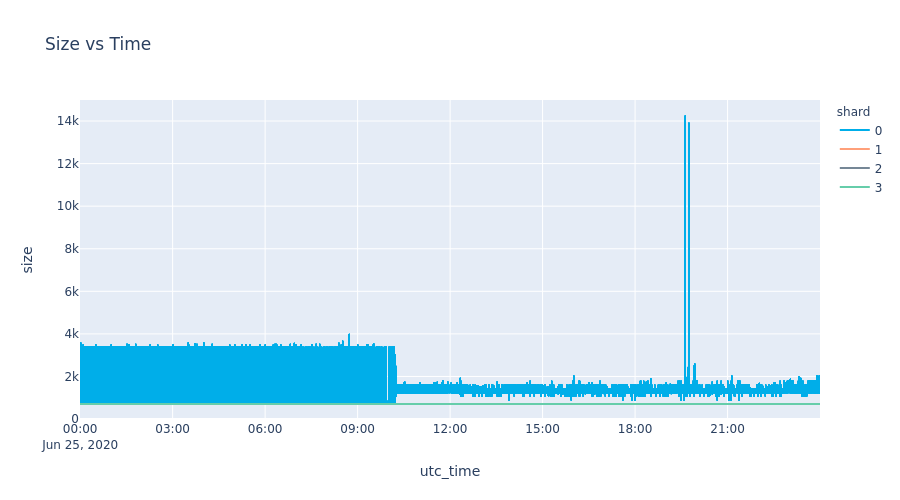 Size vs Time
shard
0
1
2
3
14k
12k
10k
8k
6k
4k
2k
0
size
00:00 03:00 06:00 09:00 12:00 15:00 18:00 21:00
Jun 25, 2020
utc_time